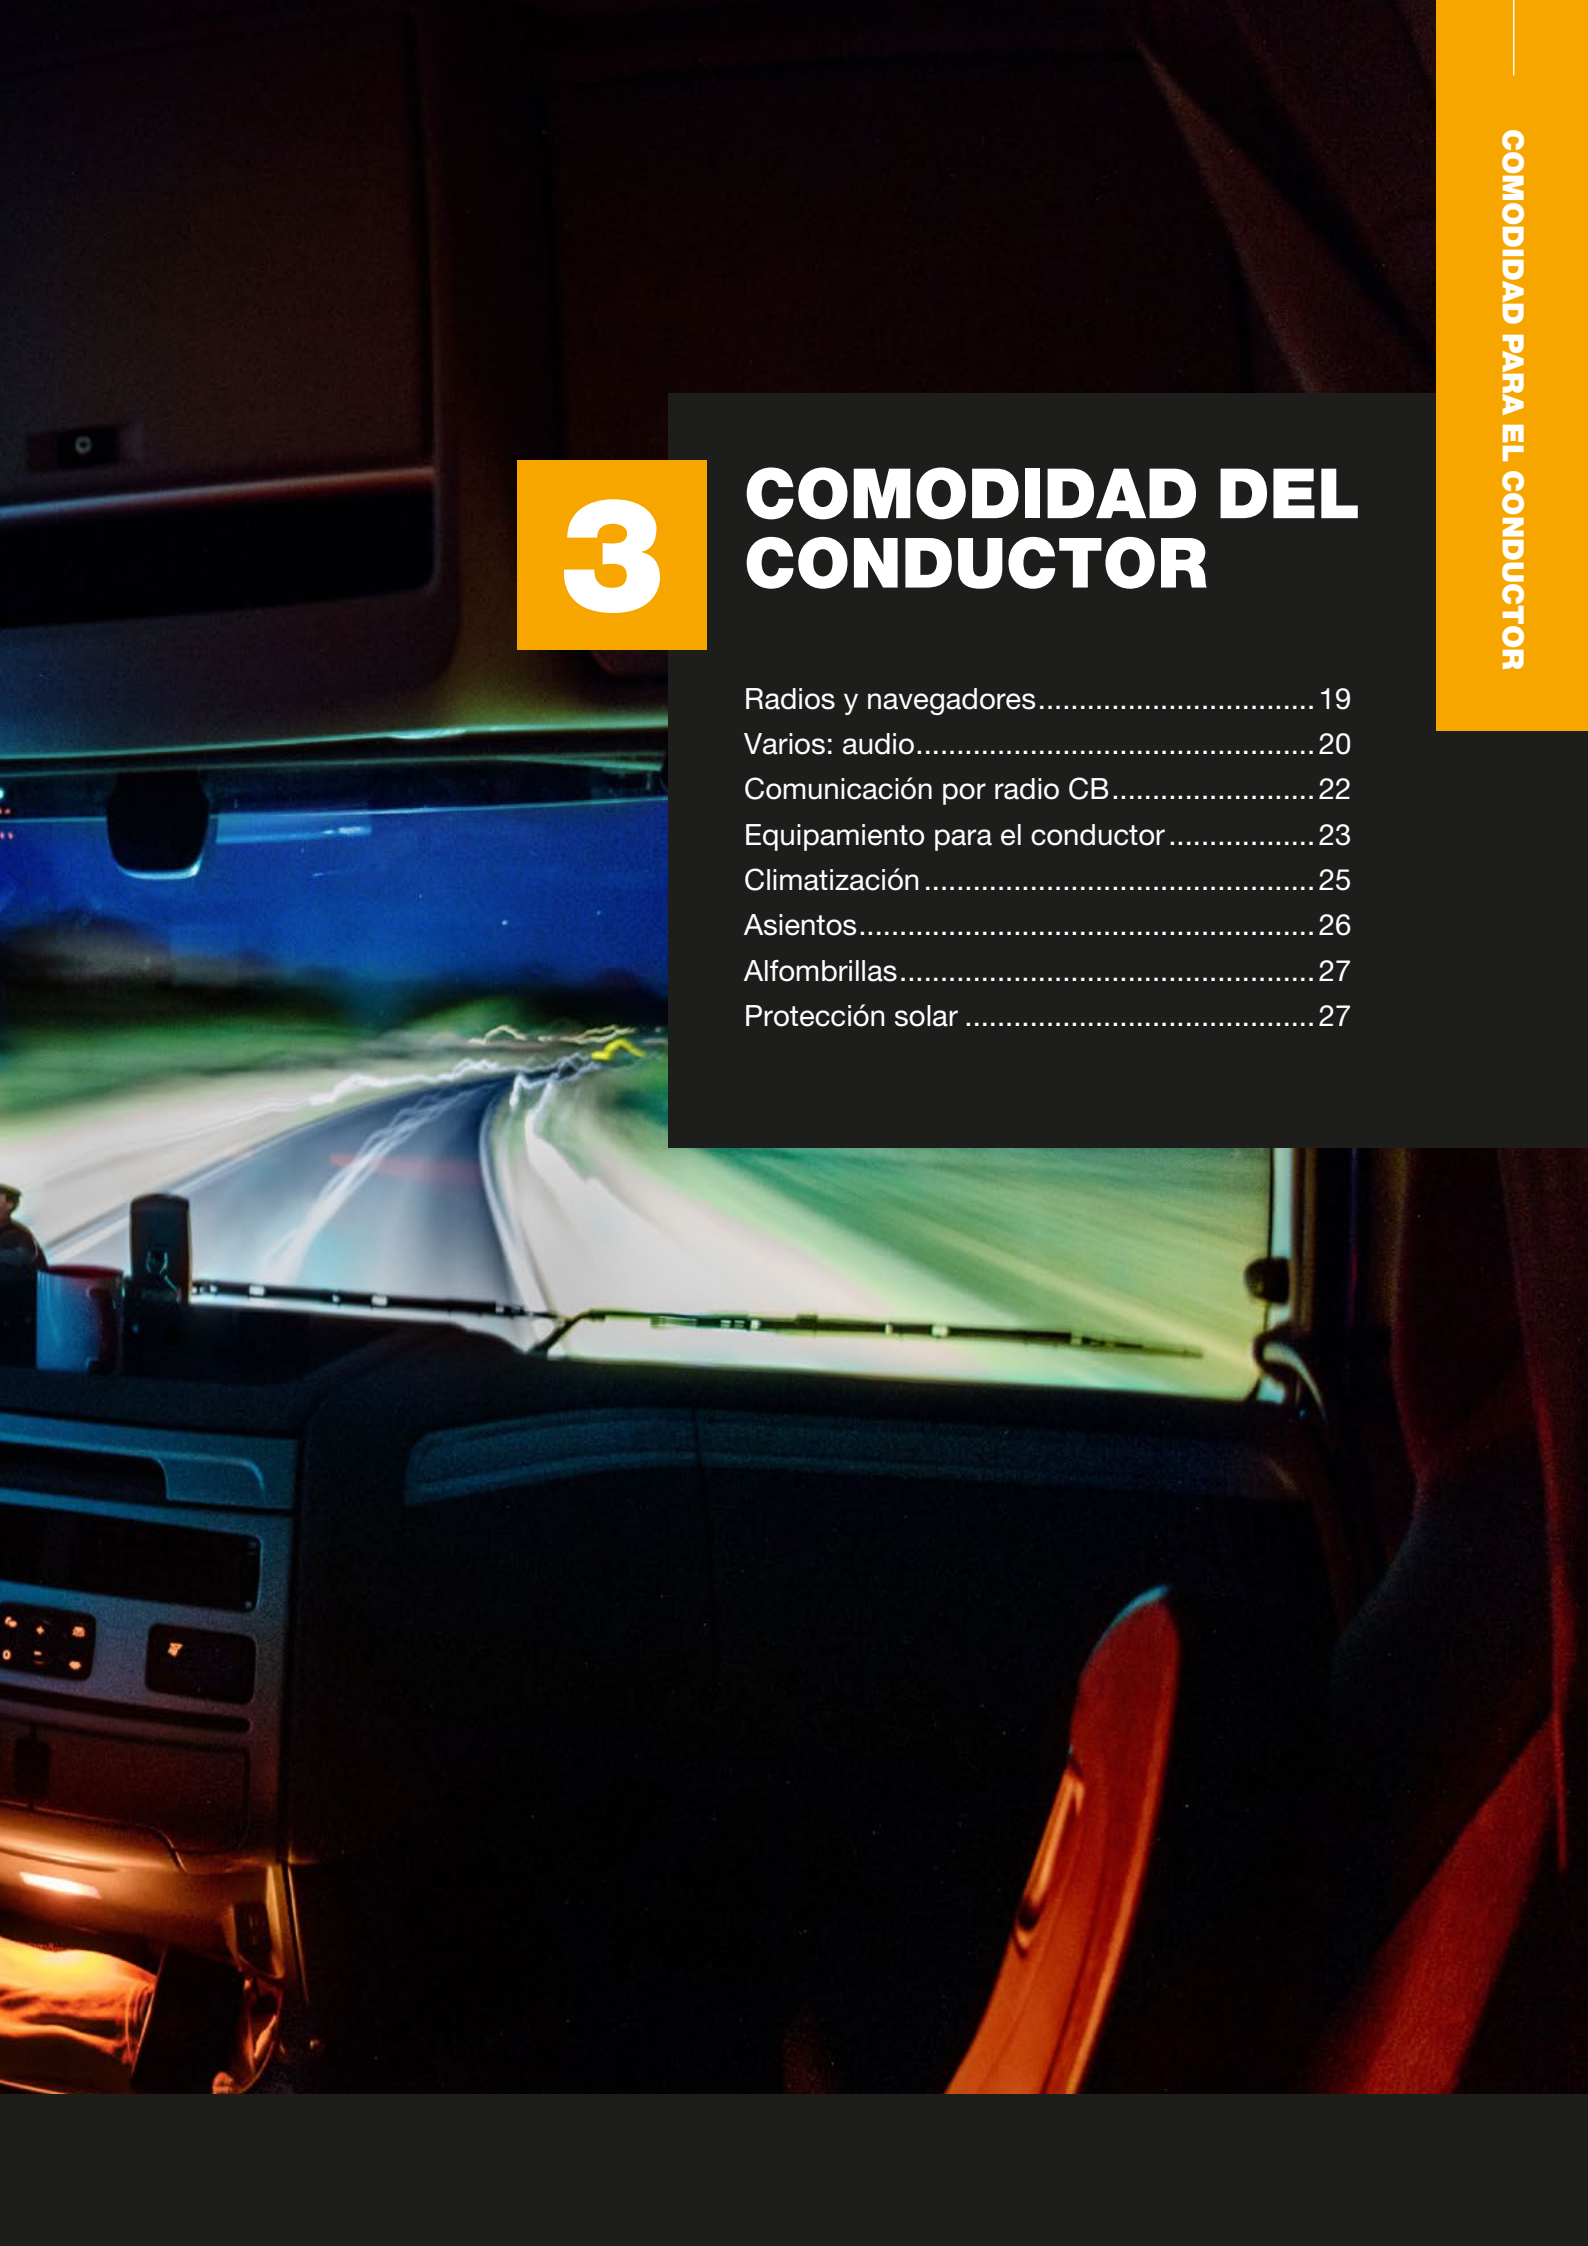 COMODIDAD PARA EL CONDUCTOR
3
COMODIDAD DEL
CONDUCTOR
Radios y navegadores.................................. 19
Varios: audio................................................. 20
Comunicación por radio CB......................... 22
Equipamiento para el conductor .................. 23
Climatización ................................................ 25
Asientos........................................................ 26
Alfombrillas................................................... 27
Protección solar ........................................... 27